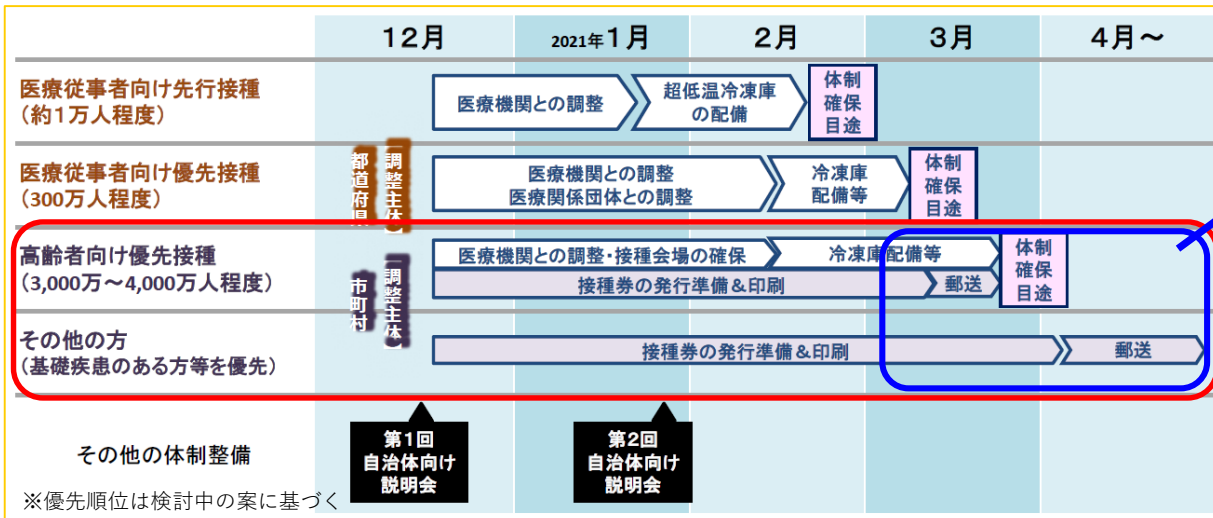 12月 2021年1月 2月 3月 4月～
医療従事者向け先行接種
（約1万人程度）
医療機関との調整
超低温冷凍庫
の配備
体制
確保
目途
医療従事者向け優先接種
（300万人程度）
都道府県
【調整主体】
医療機関との調整
医療関係団体との調整
冷凍庫
配備等
体制
確保
目途
高齢者向け優先接種
（3,000万～4,000万人程度）
市町村
【調整主体】
医療機関との調整・接種会場の確保
冷凍庫配備等
接種券の発行準備＆印刷
郵送
体制
確保
目途
その他の方
（基礎疾患のある方等を優先）
接種券の発行準備＆印刷
郵送
その他の体制整備
第1回
自治体向け
説明会
第2回
自治体向け
説明会
※優先順位は検討中の案に基づく